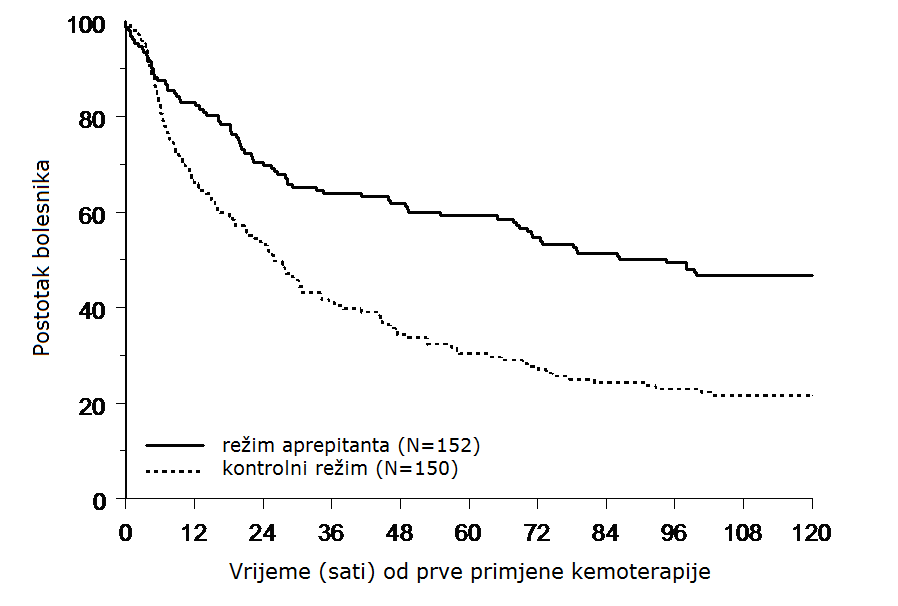 100
80
60
40
20
0
Postotak bolesnika
režim aprepitanta (N=152)
kontrolni režim (N=150)
0 12 24 36 48 60 72 84 96 108 120
Vrijeme (sati) od prve primjene kemoterapije